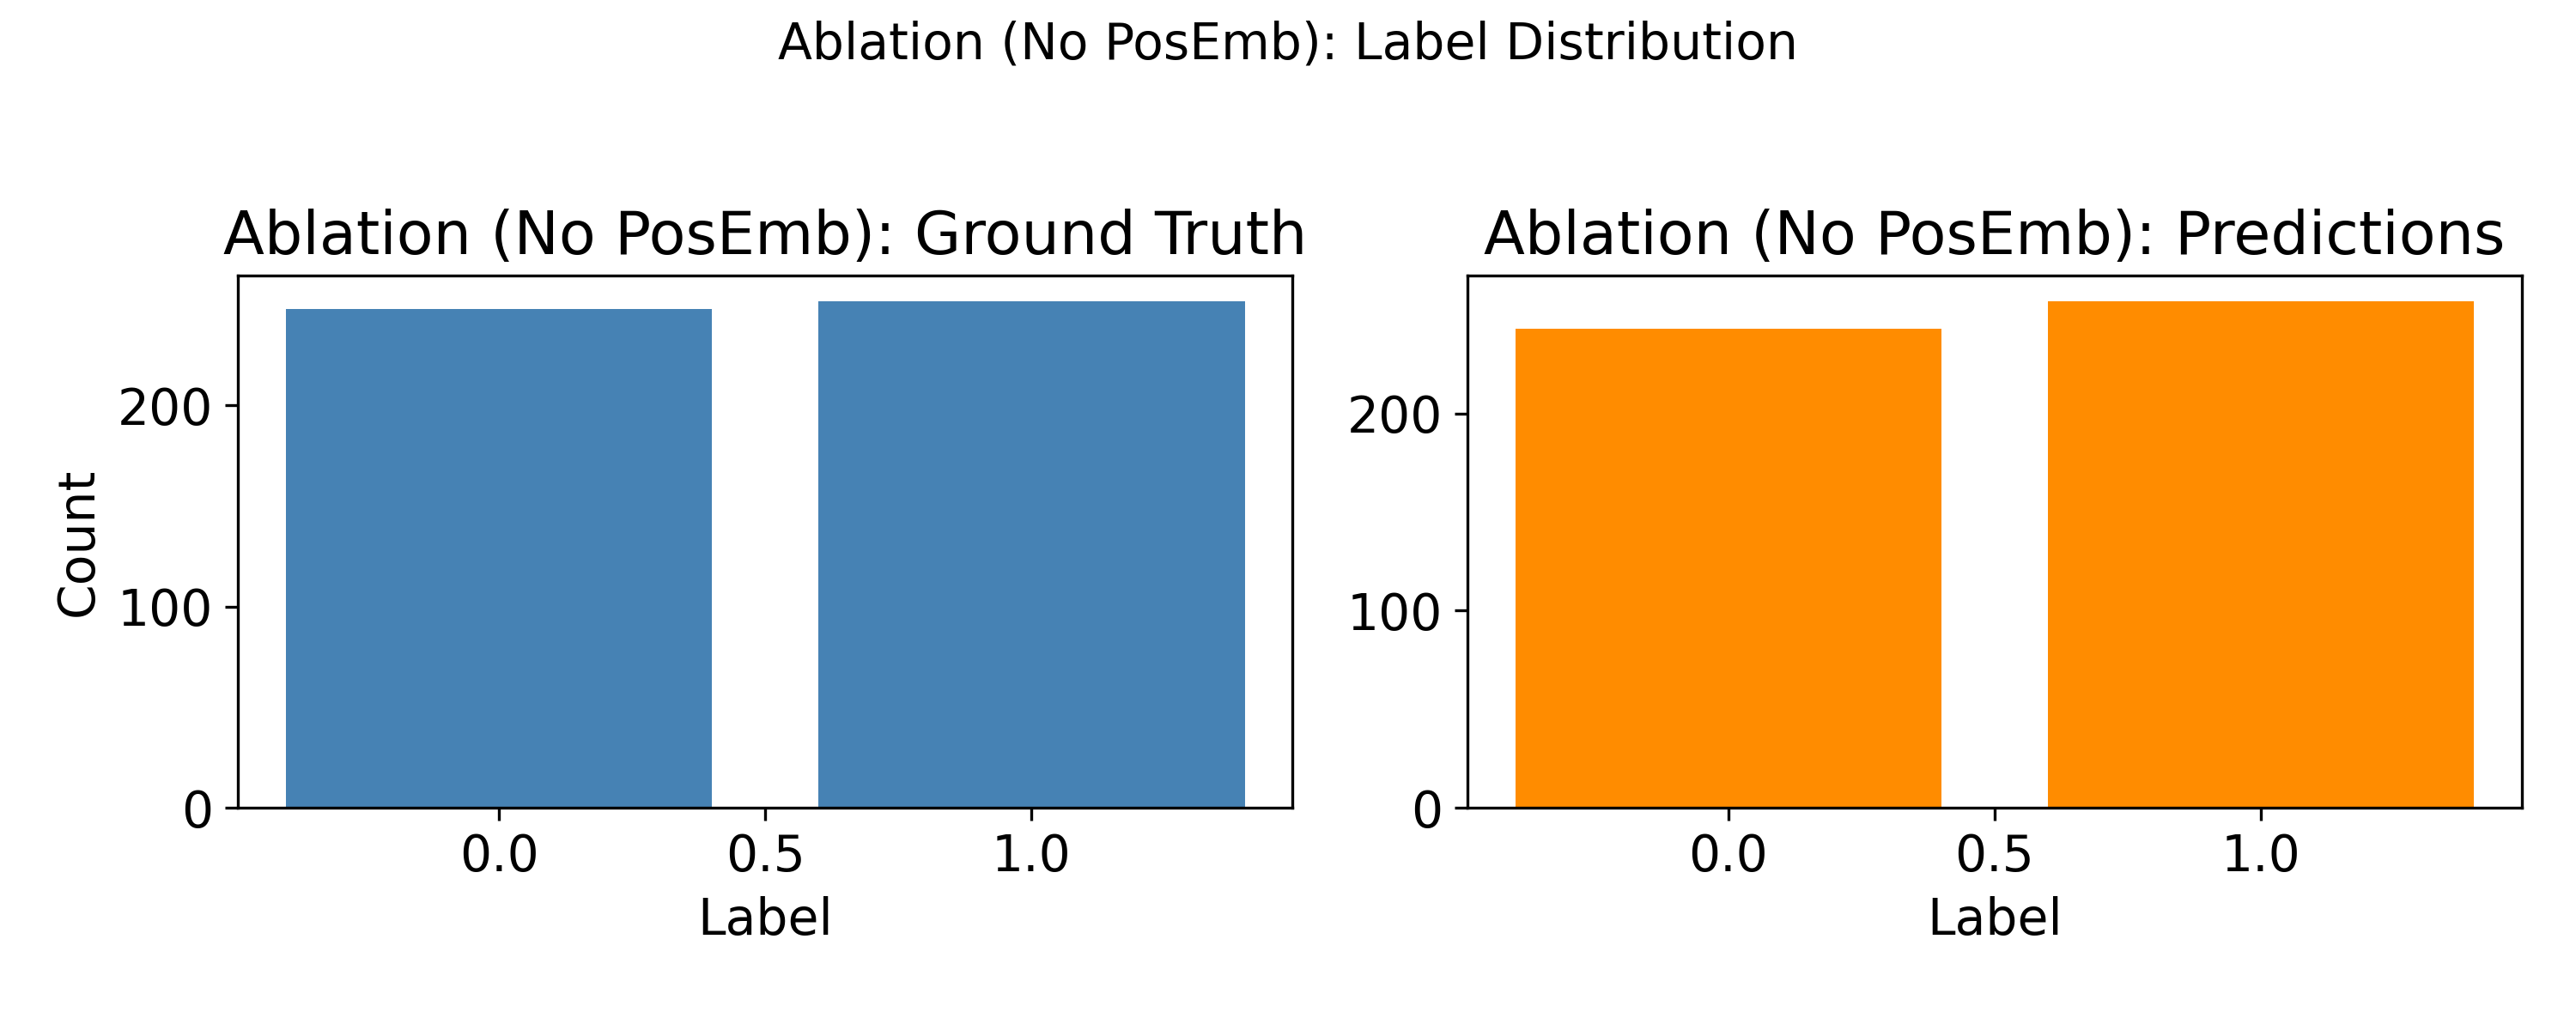 Ablation (No PosEmb): Label Distribution
Ablation (No PosEmb): Ground Truth
Count
200
100
0
0.0 0.5 1.0
Label
Ablation (No PosEmb): Predictions
200
100
0
0.0 0.5 1.0
Label